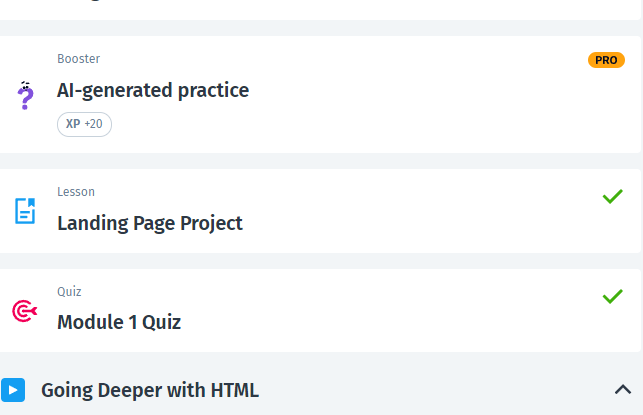 Booster
PRO
AI-generated practice
XP +20
Lesson
Landing Page Project
Quiz
Module 1 Quiz
Going Deeper with HTML